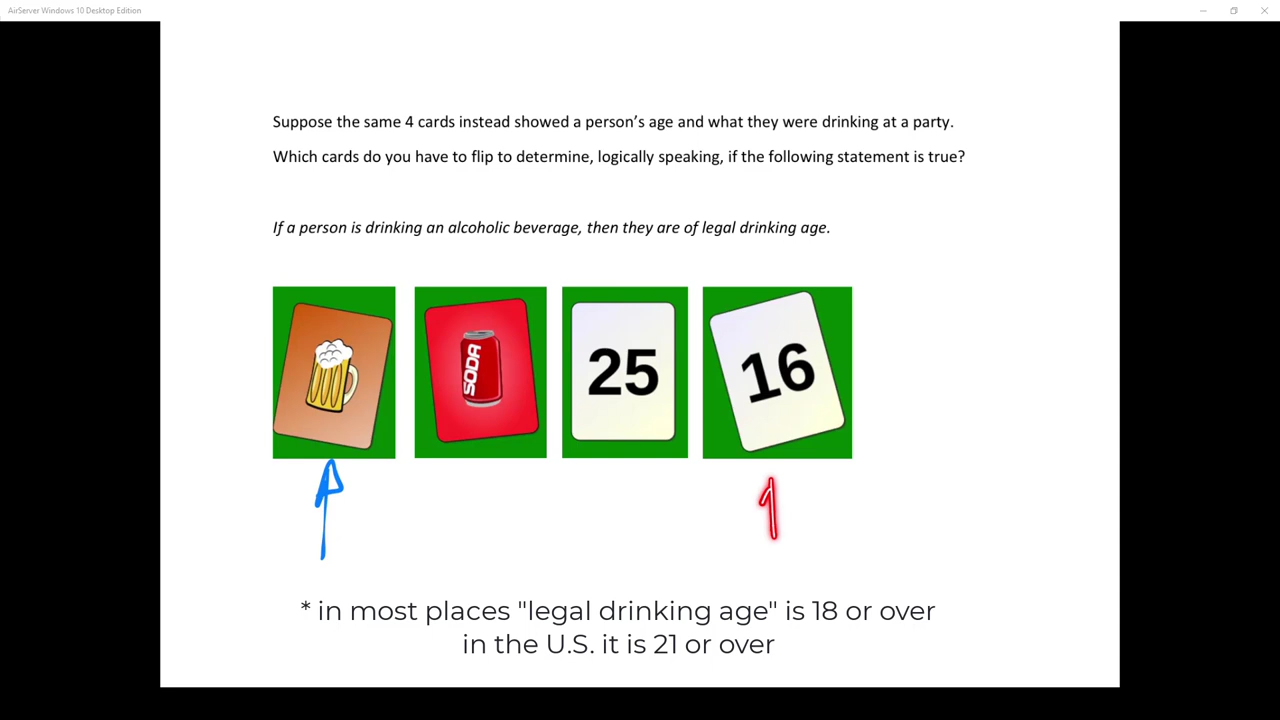 AirServer Windows 10 Desktop Edition
Suppose the same 4 cards instead showed a person’s age and what they were drinking at a party.
Which cards do you have to flip to determine, logically speaking, if the following statement is true?
If a person is drinking an alcoholic beverage, then they are of legal drinking age.
SODA
25
16
* in most places "legal drinking age" is 18 or over
in the U.S. it is 21 or over